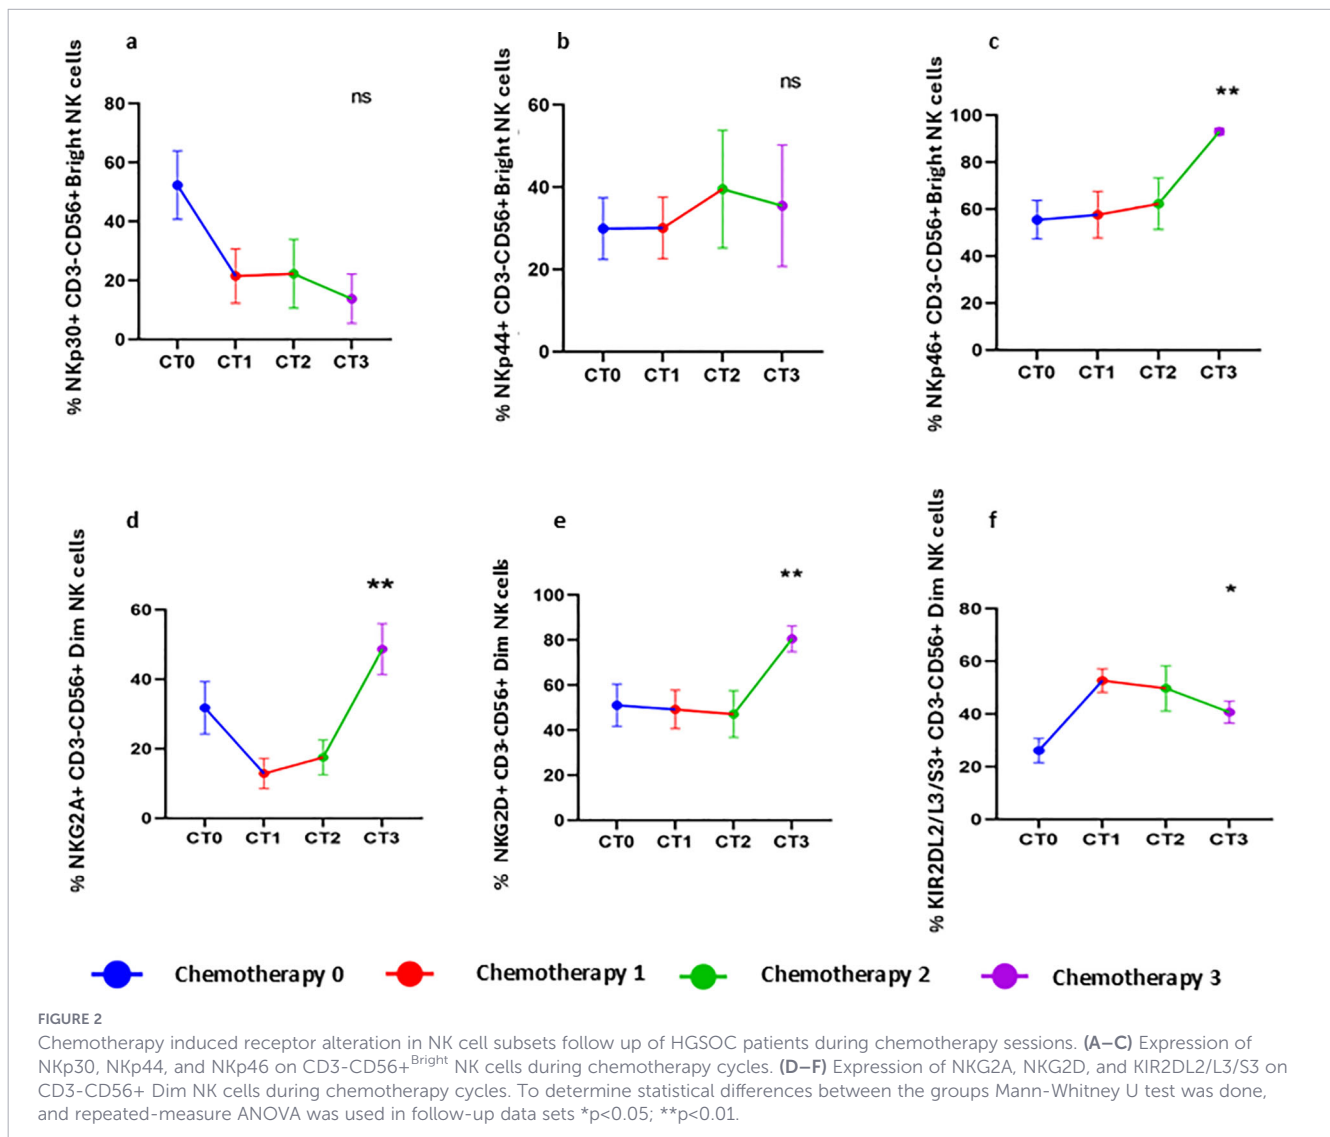 a
% NKp30+ CD3-CD56+Bright NK cells
ns
80
60
40
20
0
CT0 CT1 CT2 CT3
b
% NKp44+ CD3-CD56+Bright NK cells
ns
60
40
20
0
CT0 CT1 CT2 CT3
c
% NKp46+ CD3-CD56+Bright NK cells
**
100
80
60
40
20
0
CT0 CT1 CT2 CT3
d
% NKG2A+ CD3-CD56+ Dim NK cells
**
60
40
20
0
CT0 CT1 CT2 CT3
e
% NKG2D+ CD3-CD56+ Dim NK cells
**
100
80
60
40
20
0
CT0 CT1 CT2 CT3
f
% KIR2DL2/L3/S3+ CD3-CD56+ Dim NK cells
*
80
60
40
20
0
CT0 CT1 CT2 CT3
Chemotherapy 0 Chemotherapy 1 Chemotherapy 2 Chemotherapy 3
FIGURE 2
Chemotherapy induced receptor alteration in NK cell subsets follow up of HGSOC patients during chemotherapy sessions. (A–C) Expression of
NKp30, NKp44, and NKp46 on CD3-CD56+Bright NK cells during chemotherapy cycles. (D–F) Expression of NKG2A, NKG2D, and KIR2DL2/L3/S3 on
CD3-CD56+ Dim NK cells during chemotherapy cycles. To determine statistical differences between the groups Mann-Whitney U test was done,
and repeated-measure ANOVA was used in follow-up data sets *p<0.05; **p<0.01.